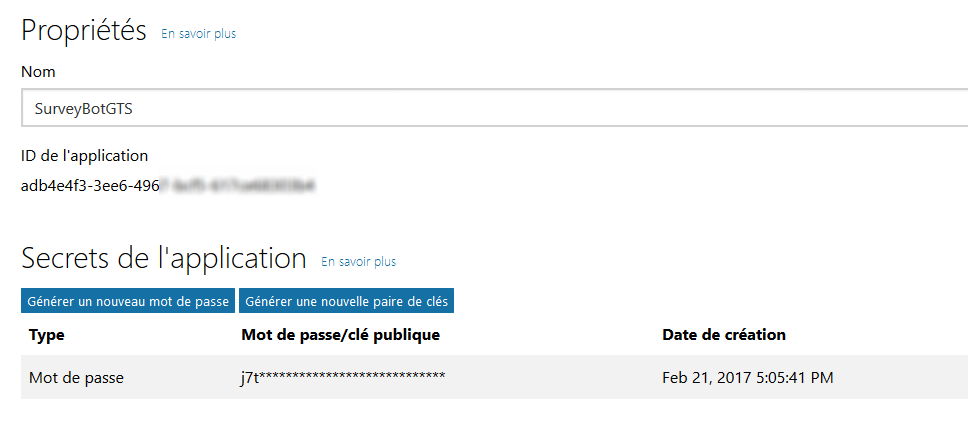 Propriétés En savoir plus
Nom
SurveyBotGTS
ID de l'application
adb4e4f3-3ee6-496
Secrets de l'application En savoir plus
Générer un nouveau mot de passe Générer une nouvelle paire de clés
Type Mot de passe/clé publique Date de création
Mot de passe j7t**************************** Feb 21, 2017 5:05:41 PM